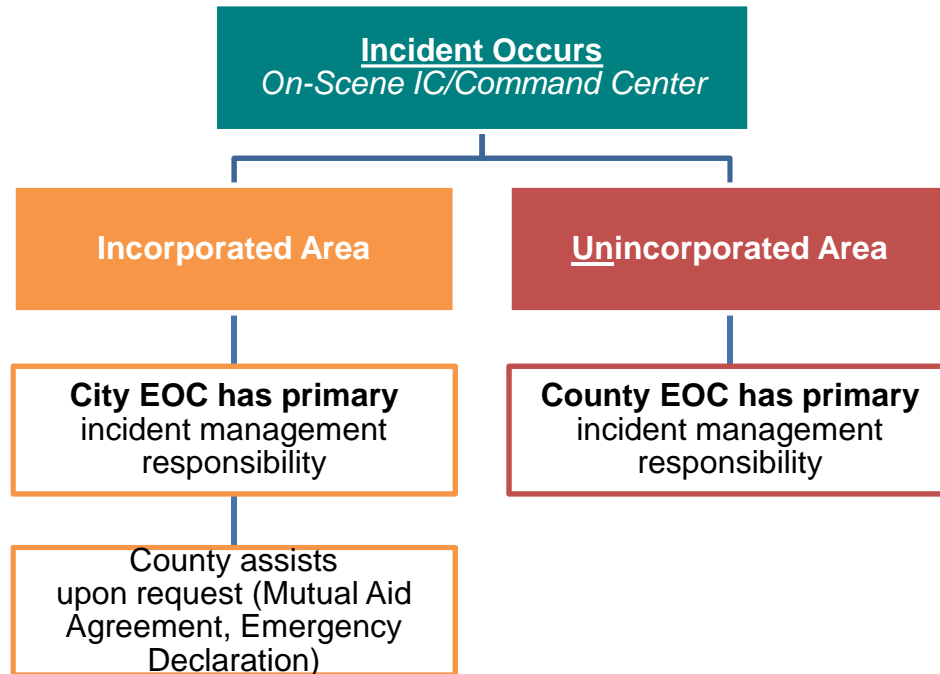 Incident Occurs
On-Scene IC/Command Center
Incorporated Area
Unincorporated Area
City EOC has primary
incident management
responsibility
County EOC has primary
incident management
responsibility
County assists
upon request (Mutual Aid
Agreement, Emergency
Declaration)